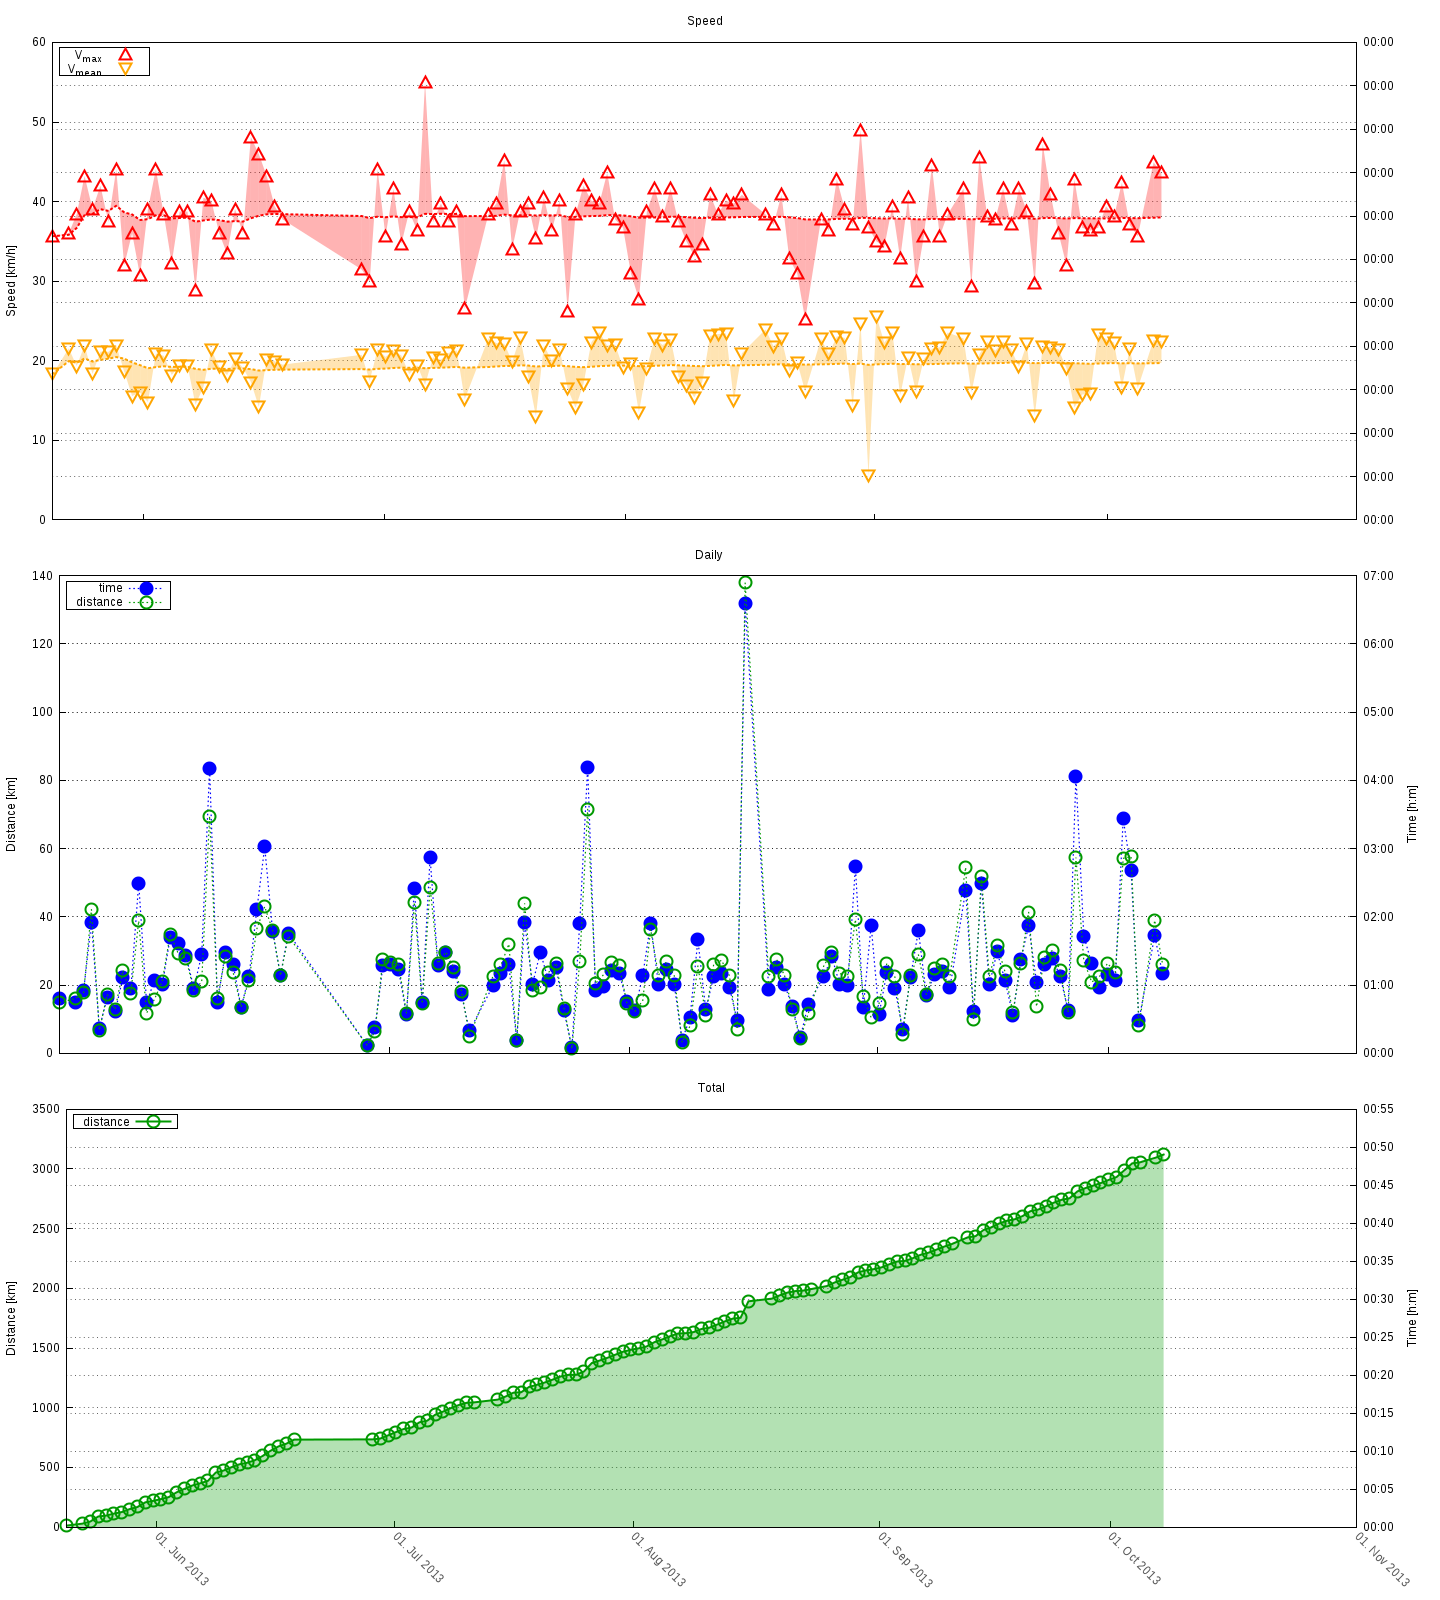 Speed
60 00:00
V max
V mean
00:00
50 00:00
00:00
40 00:00
00:00
30 00:00
00:00
20 00:00
00:00
10 00:00
00:00
0 00:00
Speed [km/h]
Daily
140 07:00
time
distance
120 06:00
100 05:00
80 04:00
60 03:00
40 02:00
20 01:00
0 00:00
Distance [km]
Time [h:m]
Total
3500 00:55
distance
00:50
3000
00:45
2500 00:40
00:35
2000 00:30
1500 00:25
00:20
1000 00:15
00:10
500 00:05
0 00:00
Distance [km]
Time [h:m]
01. Jun 2013
01. Jul 2013
01. Aug 2013
01. Sep 2013
01. Oct 2013
01. Nov 2013